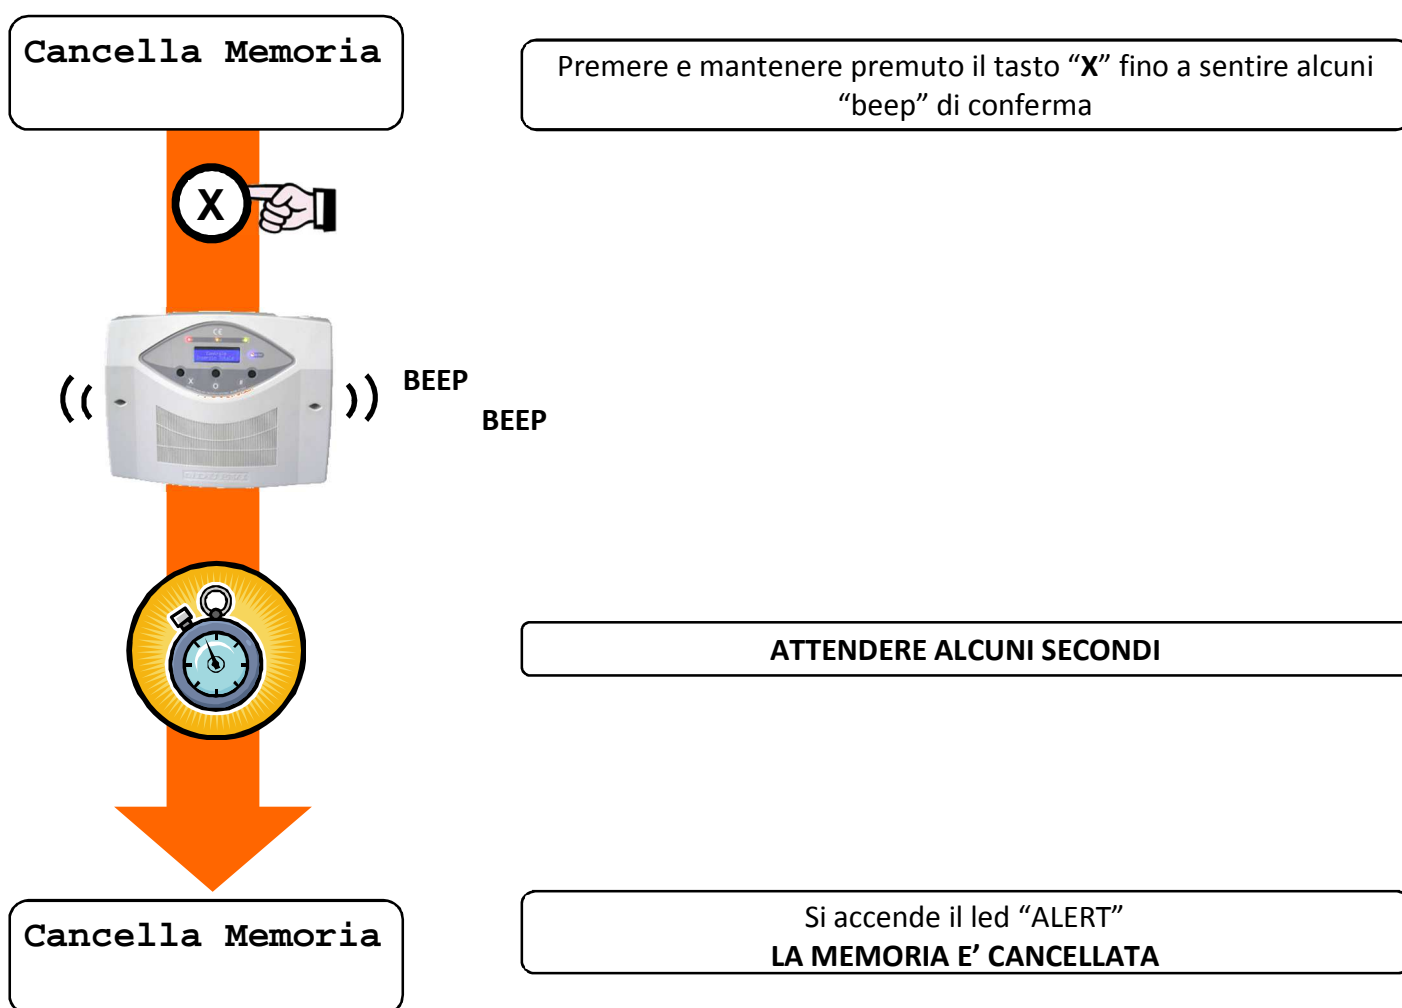 Cancella Memoria
Premere e mantenere premuto il tasto “X” fino a sentire alcuni
“beep” di conferma
X
CE
X O
BEEP
BEEP
ATTENDERE ALCUNI SECONDI
Cancella Memoria
Si accende il led “ALERT”
LA MEMORIA E’ CANCELLATA